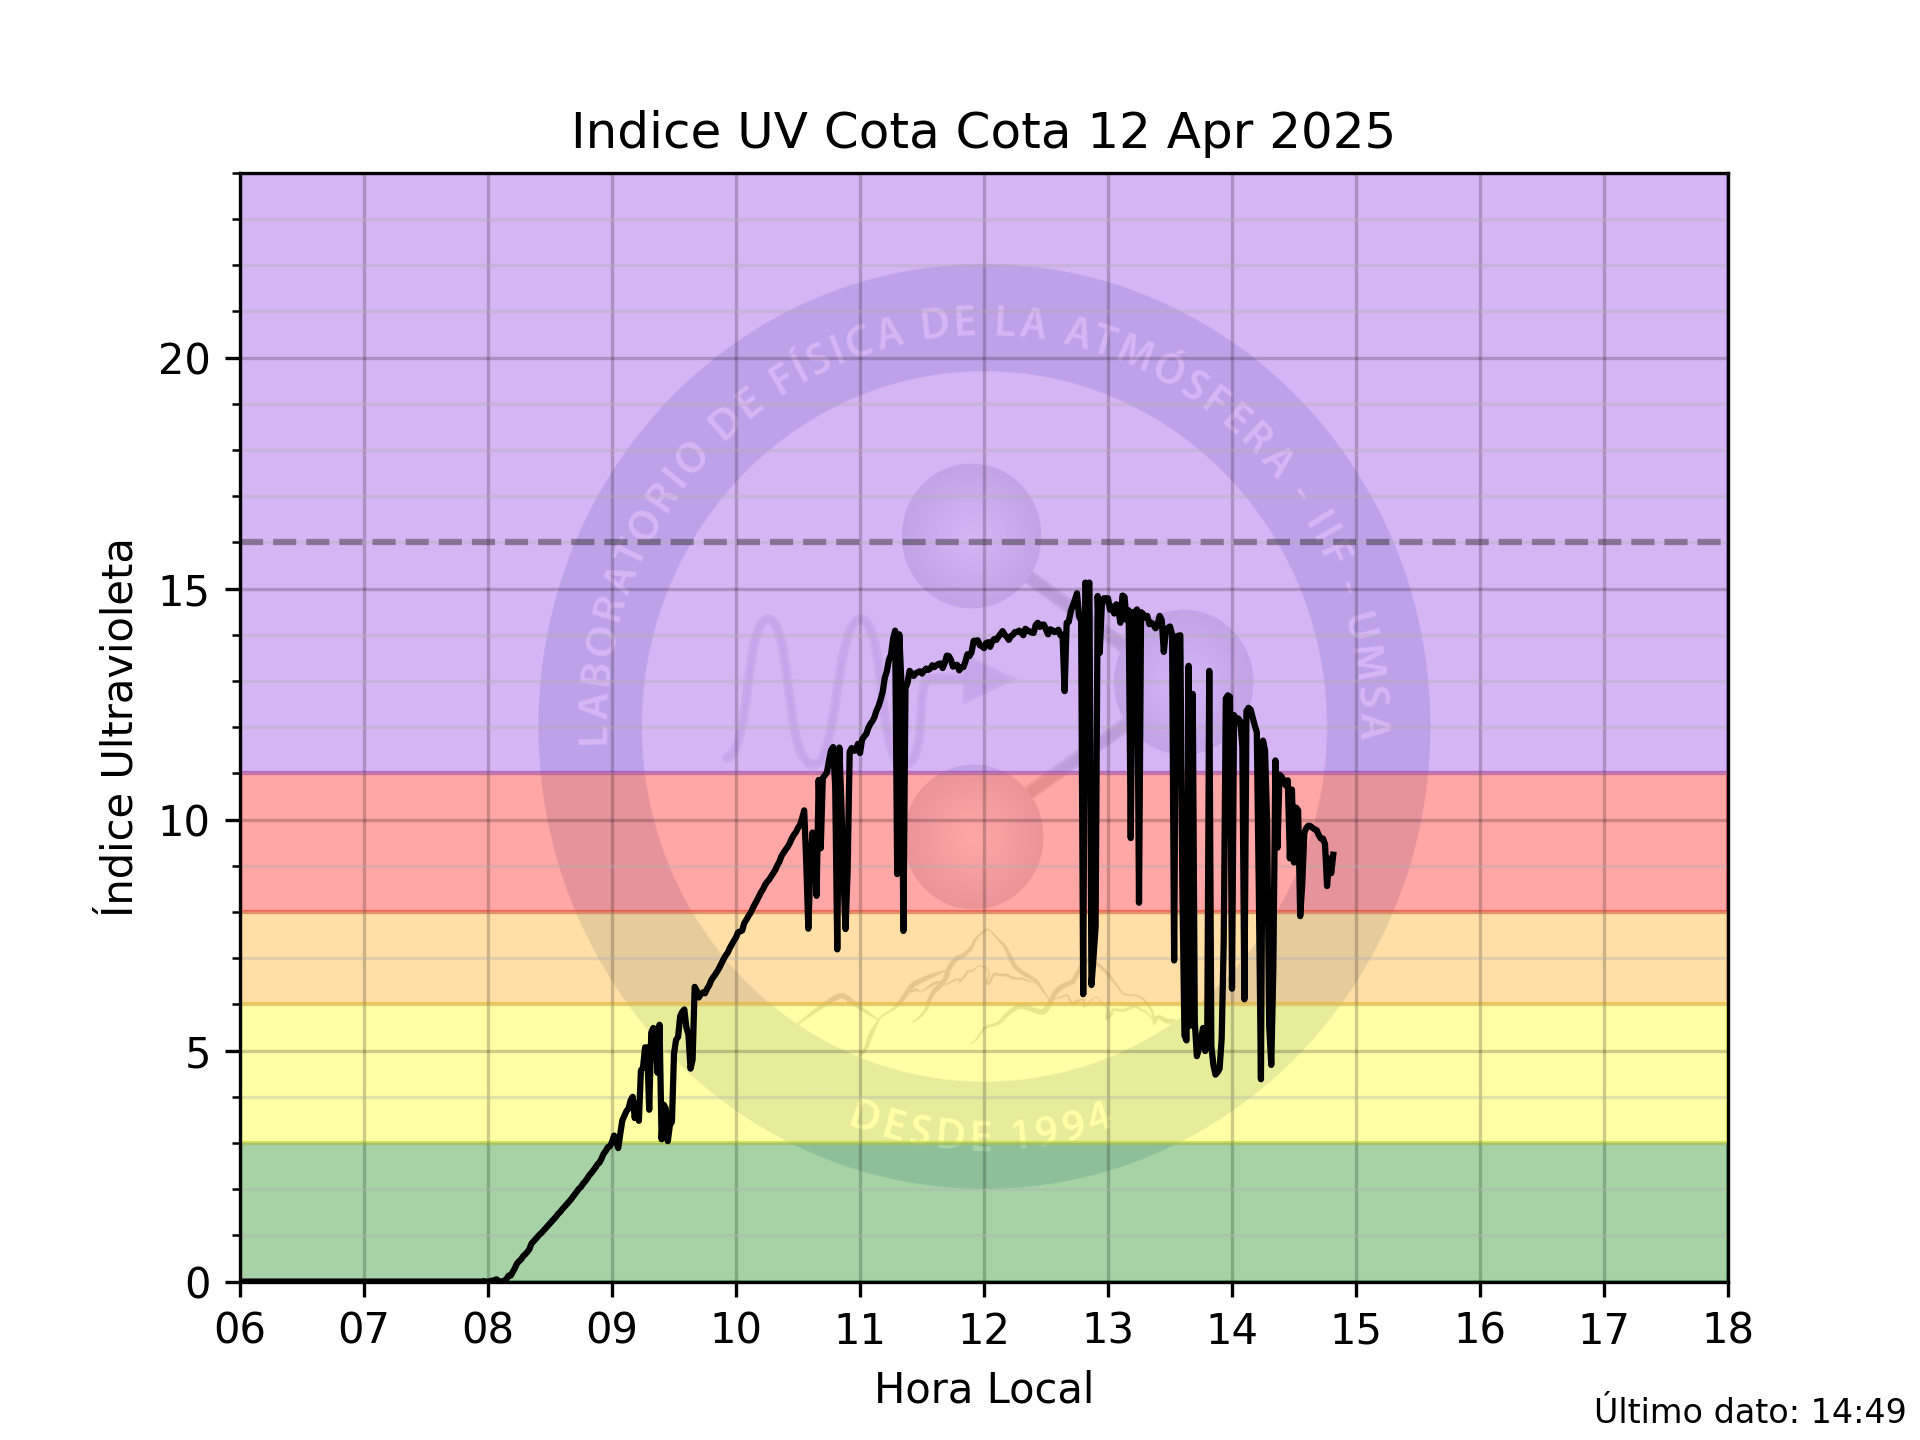 Indice UV Cota Cota 12 Apr 2025
Índice Ultravioleta
20
15
10
5
0
LABORATORIO DE FÍSICA DE LA ATMÓSFERA - IIF - UMSA
DESDE 1994
06 07 08 09 10 11 12 13 14 15 16 17 18
Hora Local
Último dato: 14:49